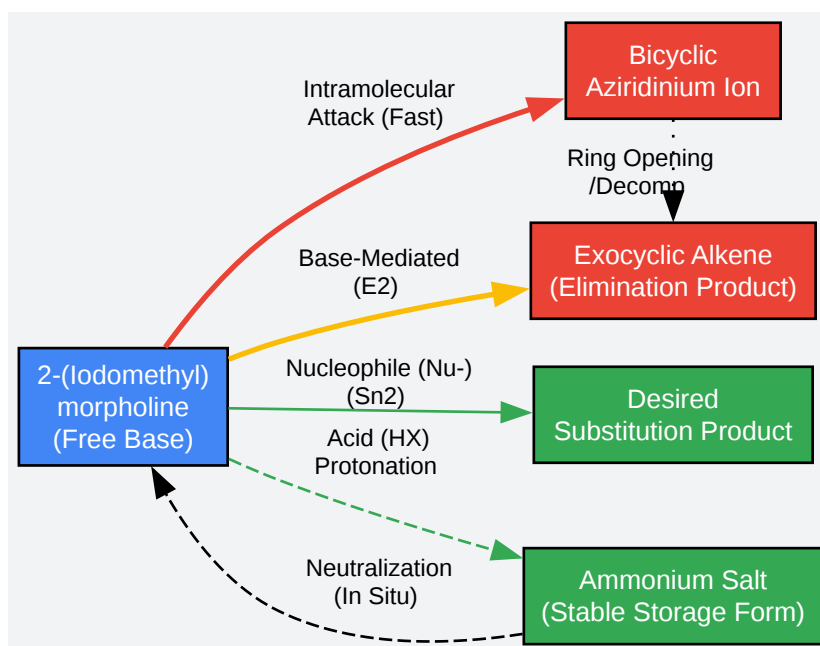 Bicyclic
Aziridinium Ion
Intramolecular
Attack (Fast)
Ring Opening
/Decomp
Base-Mediated
(E2)
Exocyclic Alkene
(Elimination Product)
2-(Iodomethyl)
morpholine
(Free Base)
Nucleophile (Nu-)
(Sn2)
Desired
Substitution Product
Acid (HX)
Protonation
Neutralization
(In Situ)
Ammonium Salt
(Stable Storage Form)